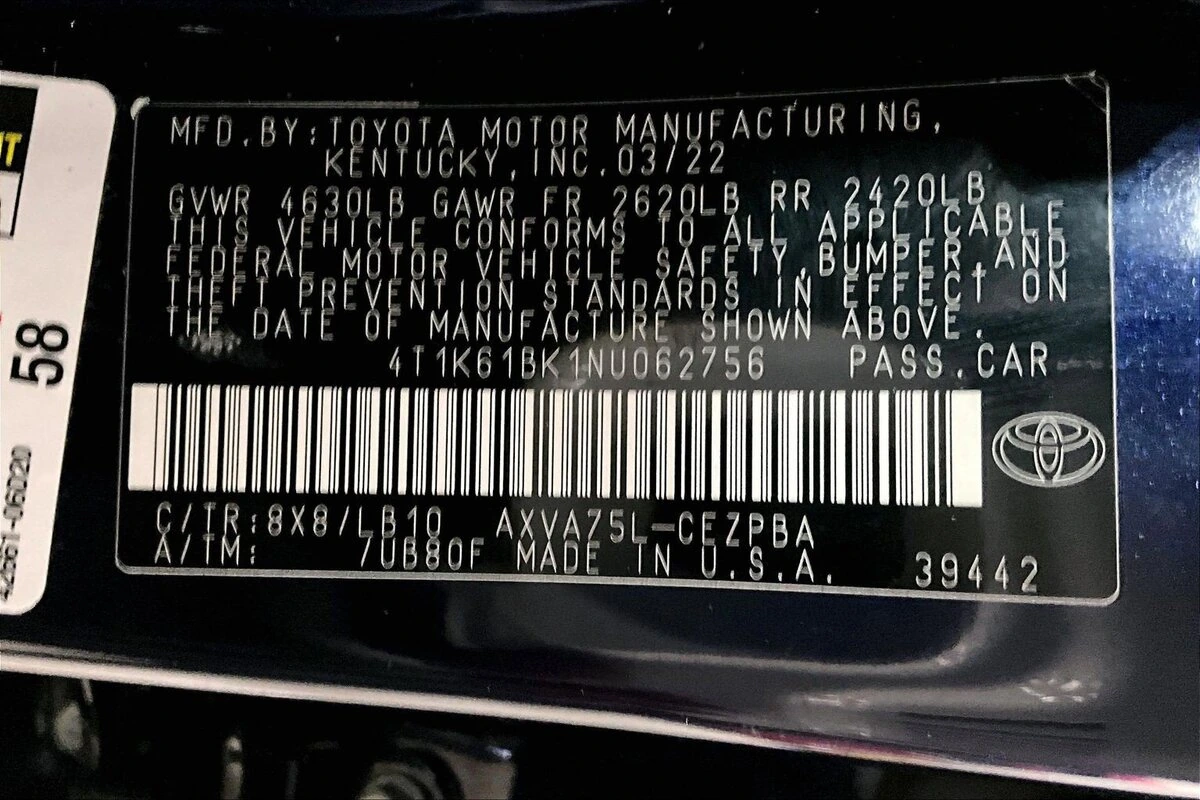 MFD.BY:TOYOTA MOTOR MANUFACTURING,
KENTUCKY,INC.03/22
GVWR 4630LB GAWR FR 2620LB RR 2420LB
THIS VEHICLE CONFORMS TO ALL APPLICABLE
FEDERAL MOTOR VEHICLE SAFETY,BUMPER,AND
THEFT PREVENTION STANDARDS IN EFFECT ON
THE DATE OF MANUFACTURE SHOWN ABOVE.
4T1K61BK1NU062756 PASS.CAR
C/TR:8X8/LB10 AXVA75L-CEZPBA
A/TM: /UB80F MADE IN U.S.A. 39442
58